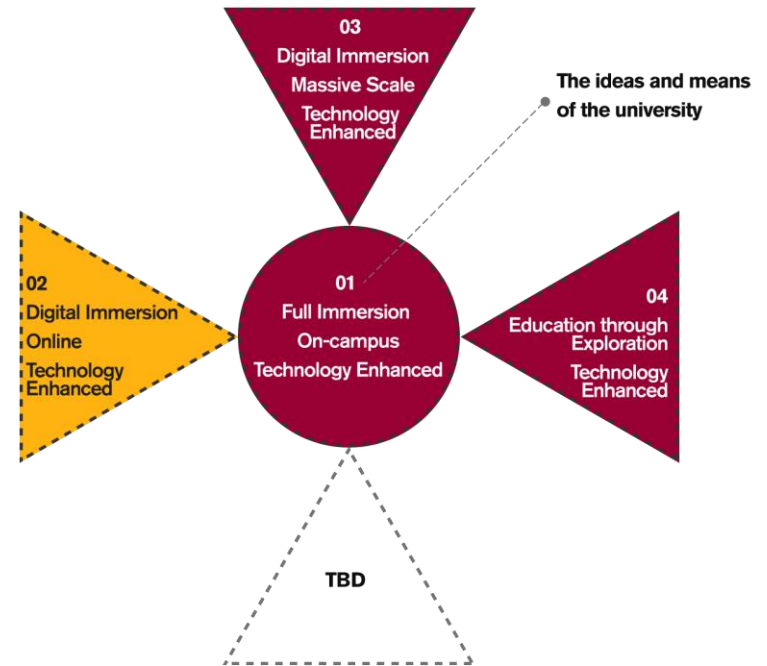 03
Digital Immersion
Massive Scale
Technology
Enhanced
The ideas and means
of the university
02
Digital Immersion
Online
Technology
Enhanced
01
Full Immersion
On-campus
Technology Enhanced
04
Education through
Exploration
Technology
Enhanced
TBD